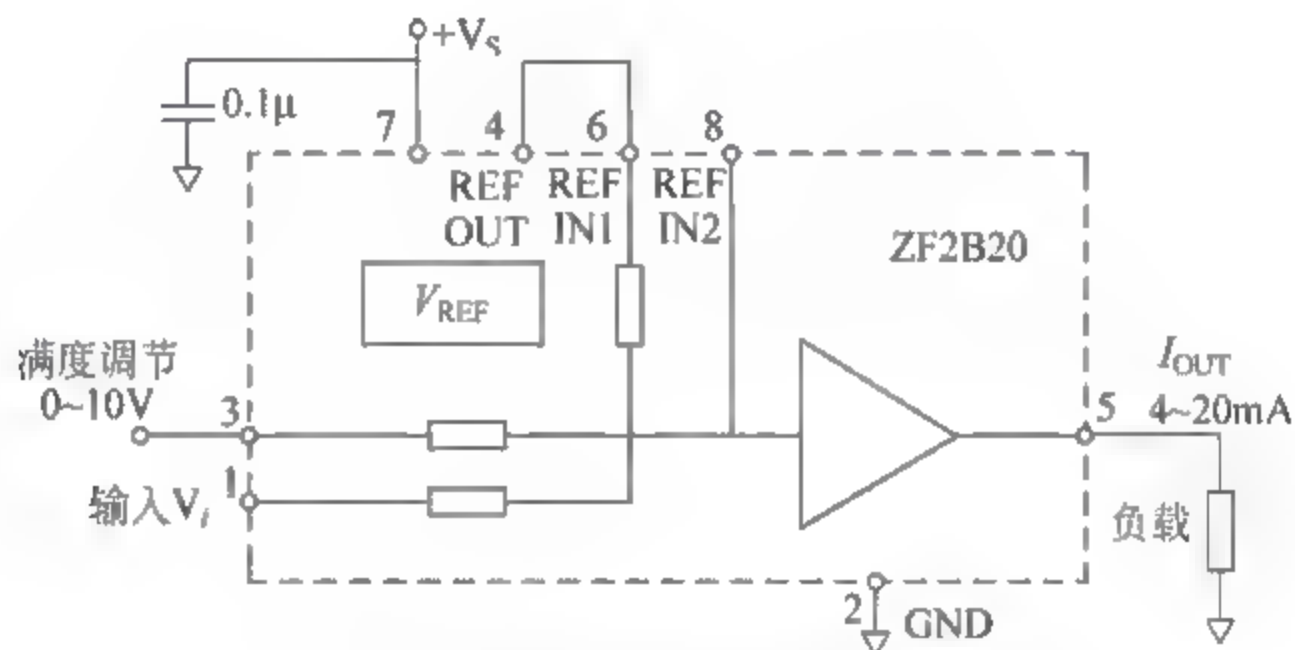 +V_S
0.1μ
7
4
6
8
REF OUT
REF IN1
REF IN2
ZF2B20
V_REF
满度调节
0~10V
3
1
输入V_i
I_OUT
5
4~20mA
负载
2
GND